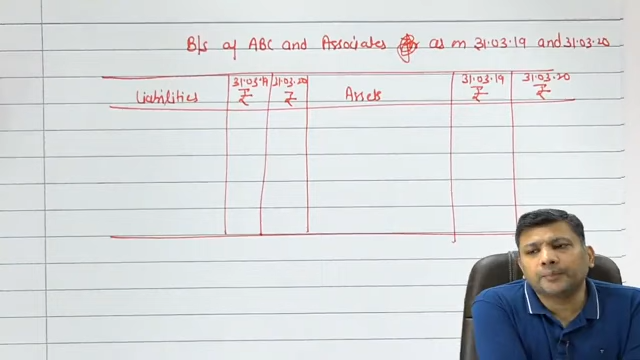 B/s of ABC and Associates as on 31.03.19 and 31.03.20
Liabilities 31.03.19 ₹ 31.03.20 ₹ Assets 31.03.19 ₹ 31.03.20 ₹